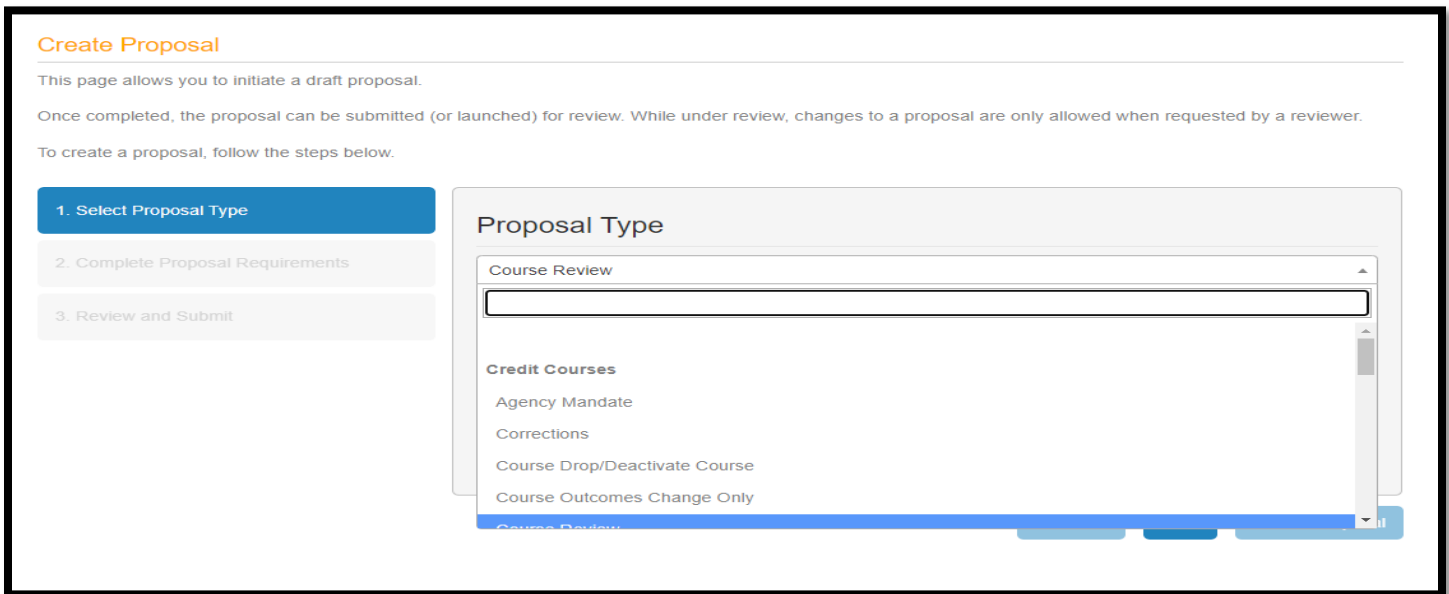 Create Proposal
This page allows you to initiate a draft proposal.
Once completed, the proposal can be submitted (or launched) for review. While under review, changes to a proposal are only allowed when requested by a reviewer.
To create a proposal, follow the steps below.
1. Select Proposal Type
2. Complete Proposal Requirements
3. Review and Submit
Proposal Type
Course Review
Credit Courses
Agency Mandate
Corrections
Course Drop/Deactivate Course
Course Outcomes Change Only
Course Review